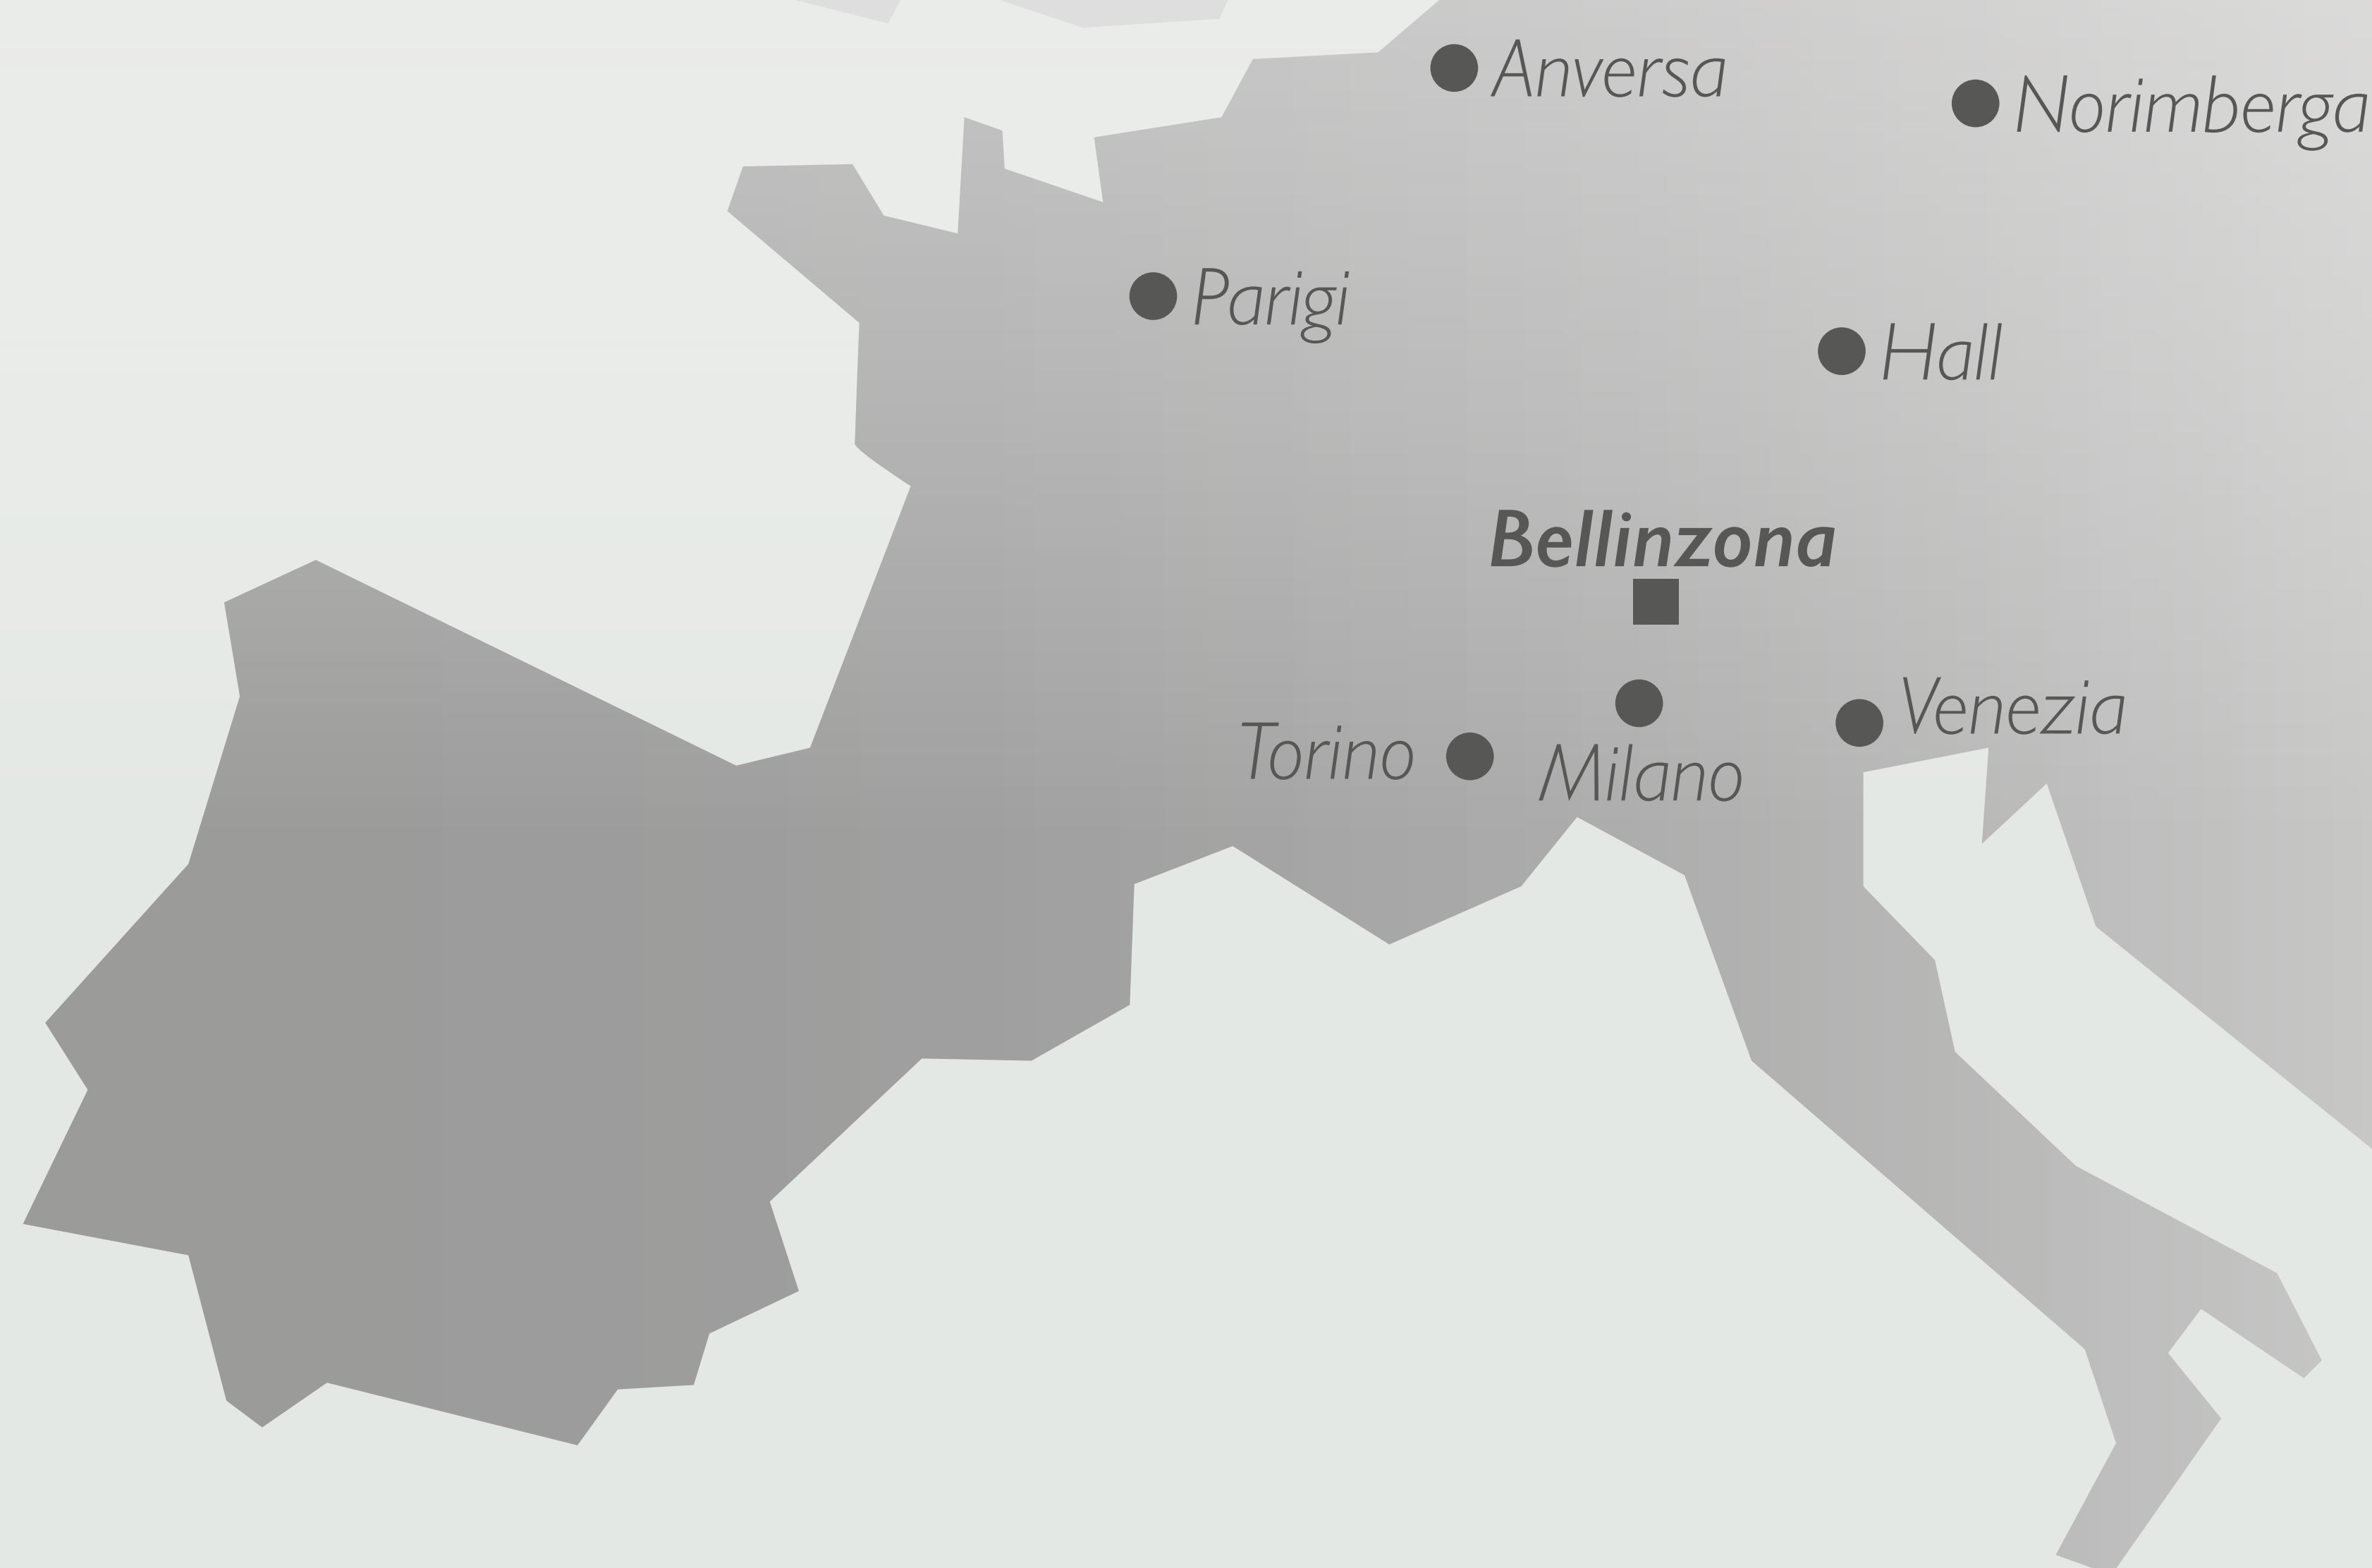 Anversa
Norimberga
Parigi
Hall
Bellinzona
Venezia
Torino
Milano